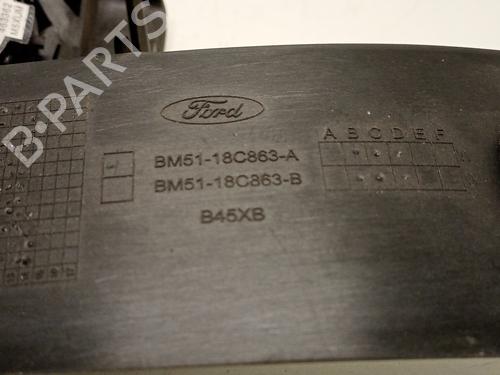 Ford
A B C D E F
BM51-18C863-A
BM51-18C863-B
B45XB
B-PARTS